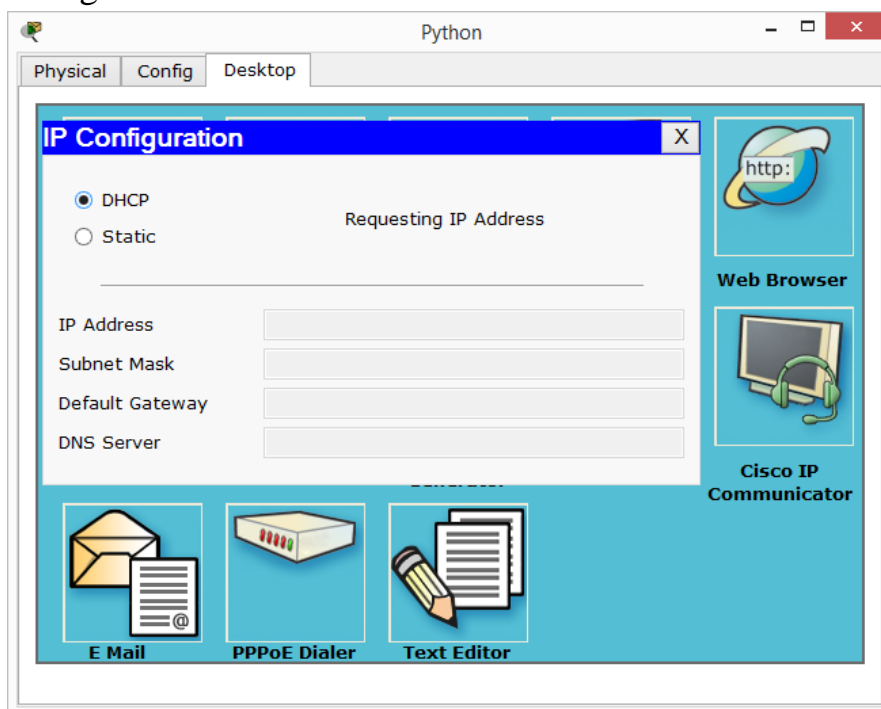 Python
Physical
Config
Desktop
IP Configuration
X
DHCP
Requesting IP Address
Static
http:
Web Browser
IP Address
Subnet Mask
Default Gateway
DNS Server
Cisco IP
Communicator
@
E Mail
PPPoE Dialer
Text Editor